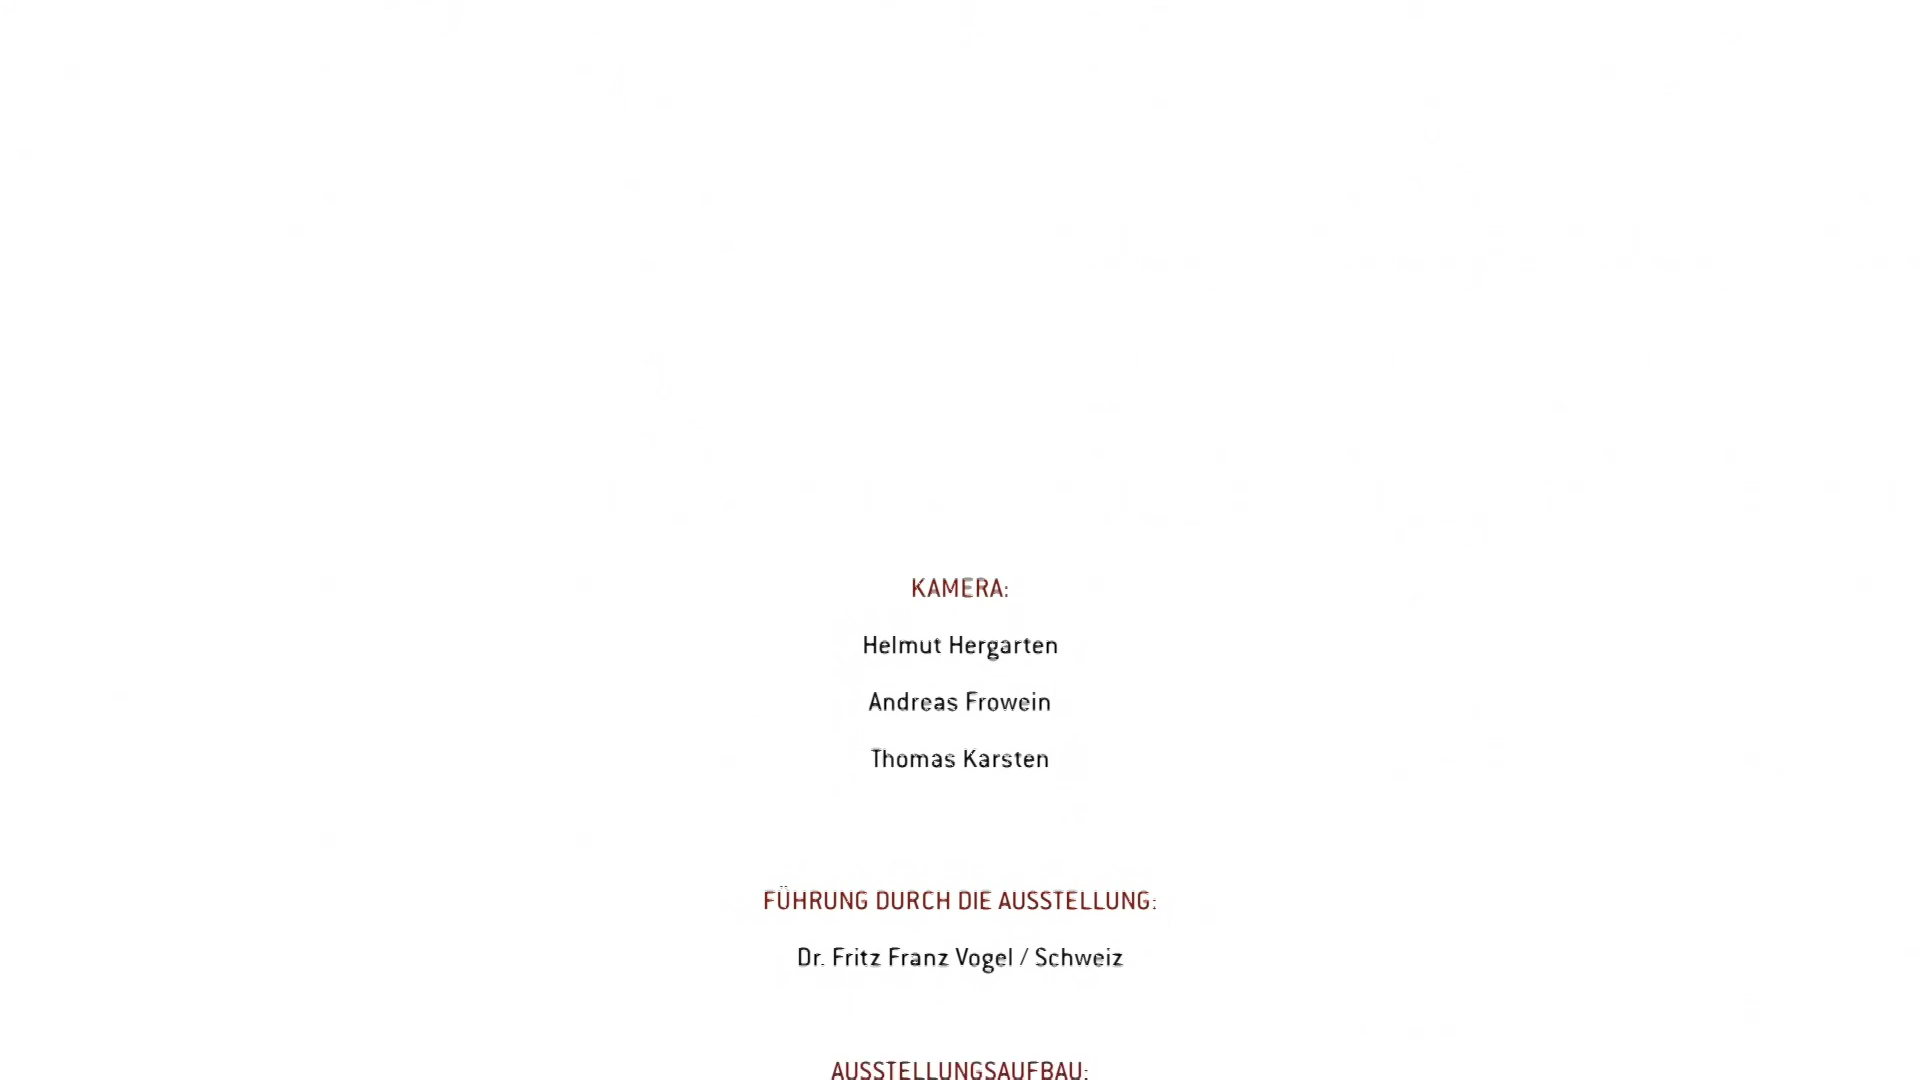 KAMERA:
Helmut Hergarten
Andreas Frowein
Thomas Karsten
FÜHRUNG DURCH DIE AUSSTELLUNG:
Dr. Fritz Franz Vogel / Schweiz
AUSSTELLUNGSAUFBAU: